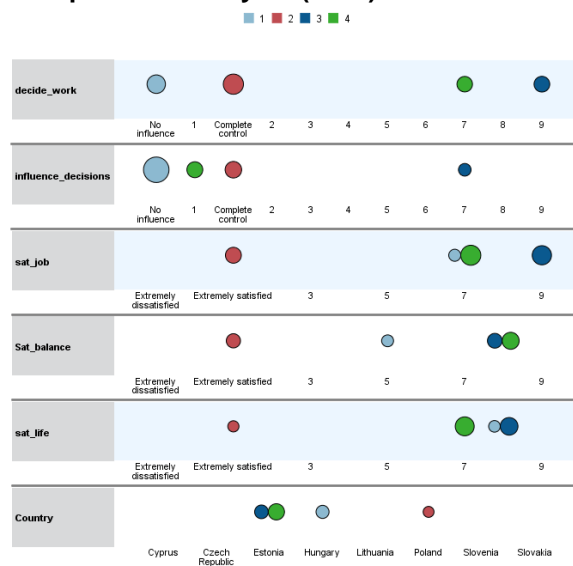 1 2 3 4
decide_work
No influence 1 Complete control 2 3 4 5 6 7 8 9
influence_decisions
No influence 1 Complete control 2 3 4 5 6 7 8 9
sat_job
Extremely dissatisfied Extremely satisfied 3 5 7 9
Sat_balance
Extremely dissatisfied Extremely satisfied 3 5 7 9
sat_life
Extremely dissatisfied Extremely satisfied 3 5 7 9
Country
Cyprus Czech Republic Estonia Hungary Lithuania Poland Slovenia Slovakia